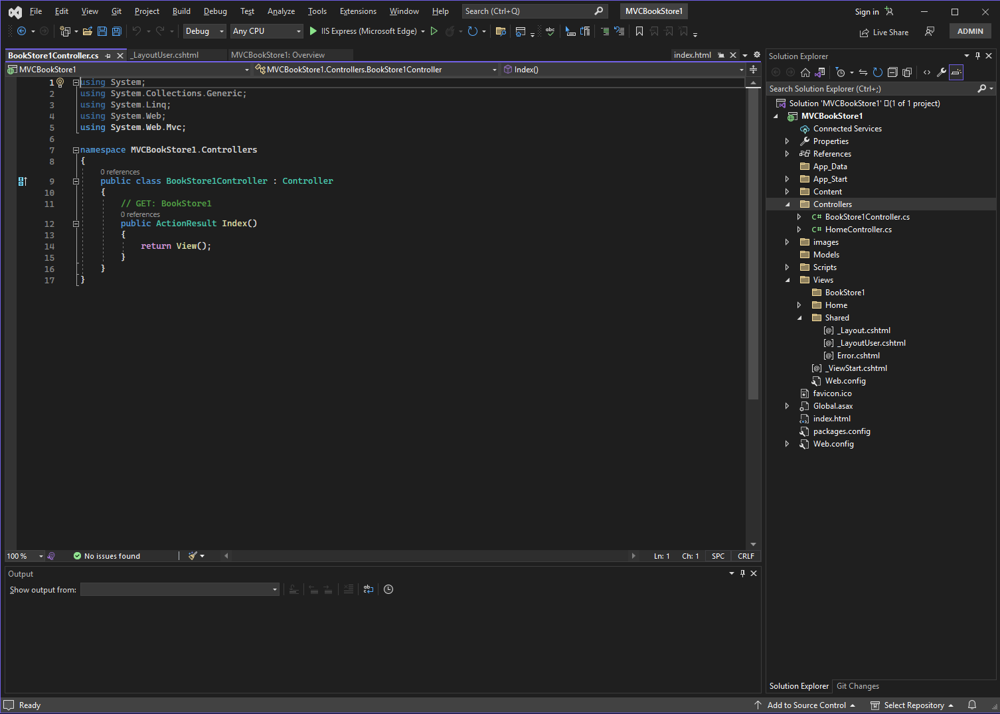 File Edit View Git Project Build Debug Test Analyze Tools Extensions Window Help Search (Ctrl+Q) MVCBookStore1 Sign in
Debug Any CPU IIS Express (Microsoft Edge) Live Share ADMIN
BookStore1Controller.cs _LayoutUser.cshtml MVCBookStore1: Overview index.html
MVCBookStore1 MVCBookStore1.Controllers.BookStore1Controller Index()
1 using System;
2 using System.Collections.Generic;
3 using System.Linq;
4 using System.Web;
5 using System.Web.Mvc;
6
7 namespace MVCBookStore1.Controllers
8 {
0 references
9 public class BookStore1Controller : Controller
10 {
11 // GET: BookStore1
0 references
12 public ActionResult Index()
13 {
14 return View();
15 }
16 }
17 }
100 % No issues found Ln: 1 Ch: 1 SPC CRLF
Output
Show output from:
Solution Explorer
Search Solution Explorer (Ctrl+;)
Solution 'MVCBookStore1' (1 of 1 project)
MVCBookStore1
Connected Services
Properties
References
App_Data
App_Start
Content
Controllers
C# BookStore1Controller.cs
C# HomeController.cs
images
Models
Scripts
Views
BookStore1
Home
Shared
_Layout.cshtml
_LayoutUser.cshtml
Error.cshtml
_ViewStart.cshtml
Web.config
favicon.ico
Global.asax
index.html
packages.config
Web.config
Solution Explorer Git Changes
Ready Add to Source Control Select Repository